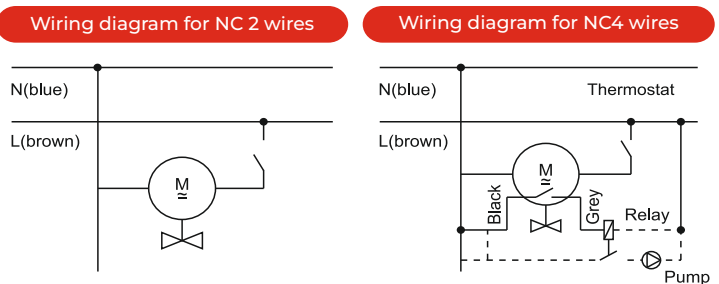 Wiring diagram for NC 2 wires
N(blue)
L(brown)
M
≃
Wiring diagram for NC4 wires
N(blue)
Thermostat
L(brown)
M
≃
Black
Grey
Relay
Pump